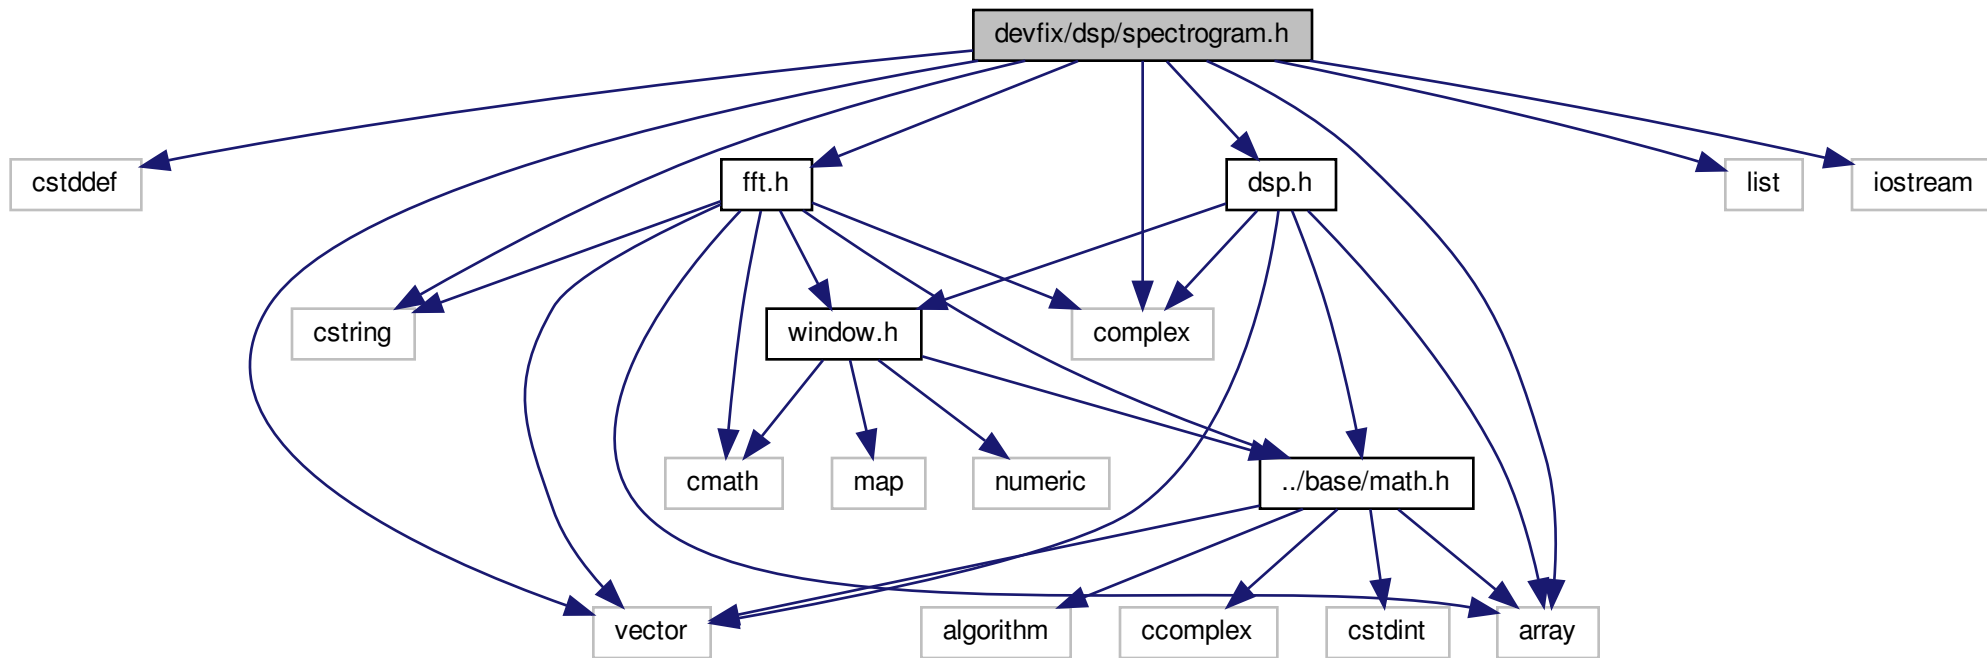 devfix/dsp/spectrogram.h
cstddef
fft.h
dsp.h
list
iostream
cstring
window.h
complex
cmath
map
numeric
../base/math.h
vector
algorithm
ccomplex
cstdint
array